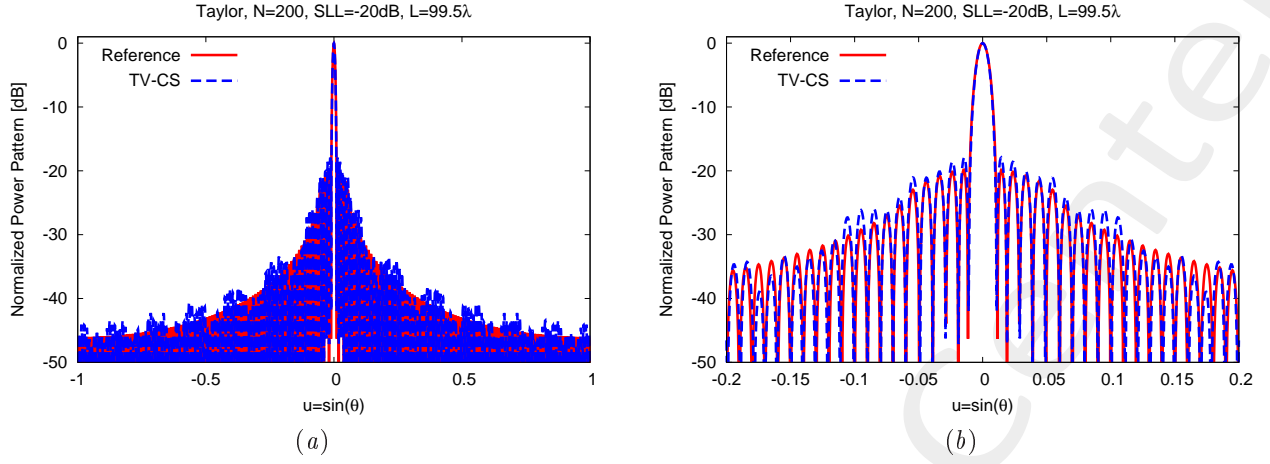 Taylor, N=200, SLL=-20dB, L=99.5λ
Reference
TV-CS
Normalized Power Pattern [dB]
0
-10
-20
-30
-40
-50
-1
-0.5
0
0.5
1
u=sin(θ)
(a)
Taylor, N=200, SLL=-20dB, L=99.5λ
Reference
TV-CS
Normalized Power Pattern [dB]
0
-10
-20
-30
-40
-50
-0.2
-0.15
-0.1
-0.05
0
0.05
0.1
0.15
0.2
u=sin(θ)
(b)
Center